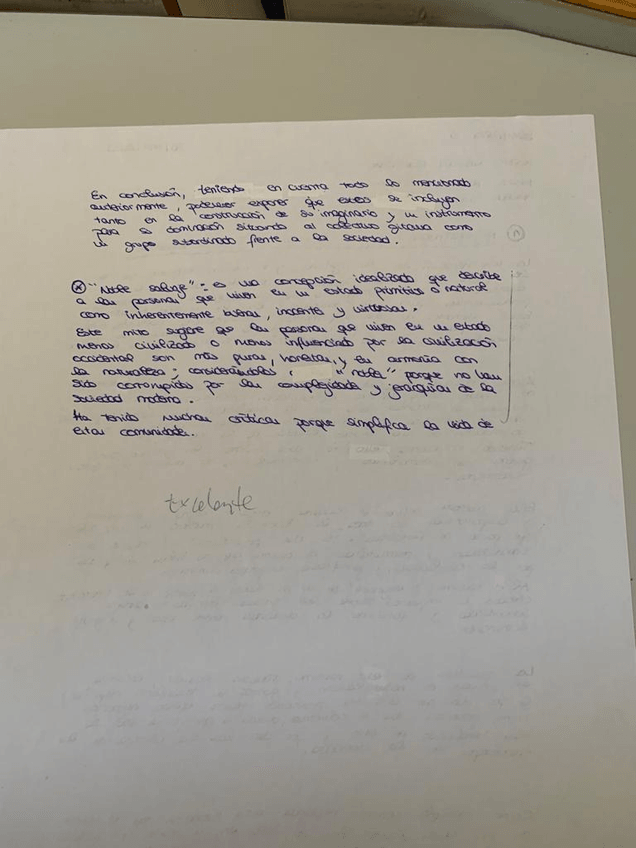 En conclusión, teniendo en cuenta todo lo mencionado
anteriormente, podemos exponer que estos se incluyen
tanto en la construcción de su imaginario y un instrumento
para su dominación situando al colectivo gitano como
un grupo subordinado frente a la sociedad.
* "Noble salvaje": es una concepción idealizada que describe
a las personas que viven en un estado primitivo o natural
como inherentemente buenas, inocentes y virtuosas.
Este mito sugiere que las personas que viven en un estado
menos civilizado o menos influenciado por la civilización
occidental son más puras, honestas, y en armonía con
la naturaleza; considerándolos "nobles" porque no han
sido corrompidos por las complejidades y jerarquías de la
sociedad moderna.
Ha tenido muchas críticas porque simplifica la vida de
estas comunidades.
Excelente